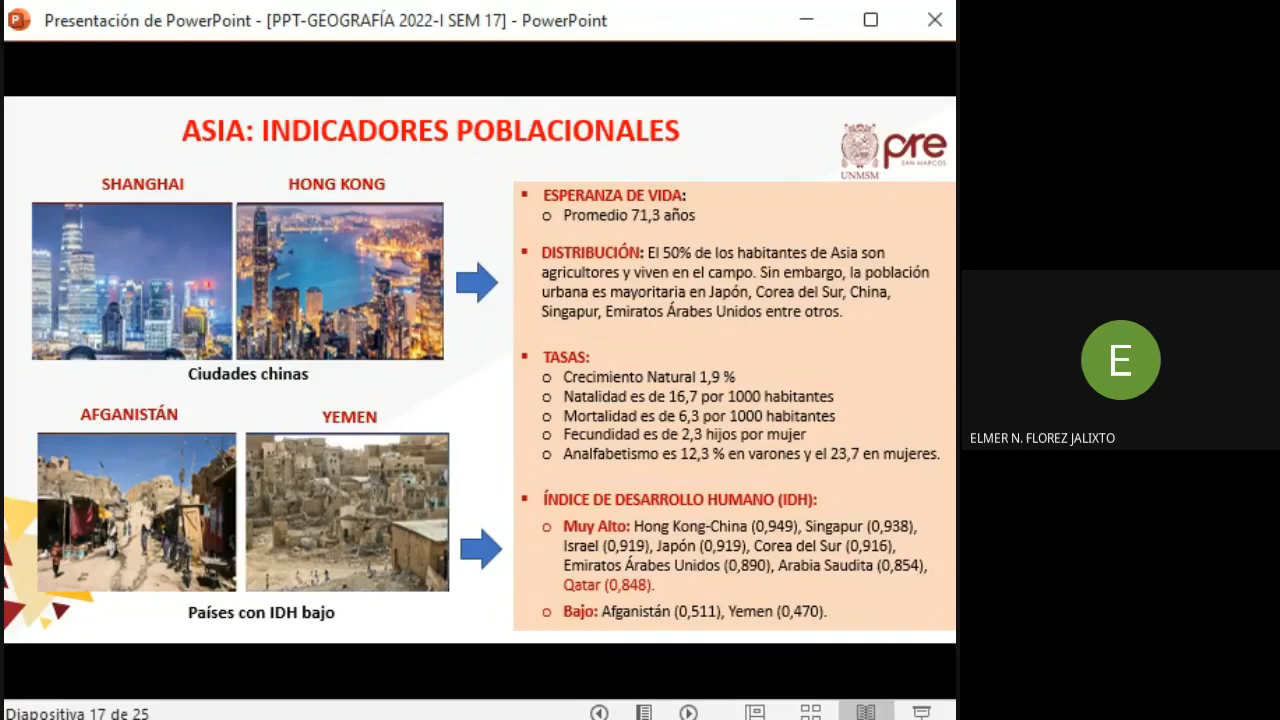 Presentación de PowerPoint - [PPT-GEOGRAFÍA 2022-I SEM 17] - PowerPoint
ASIA: INDICADORES POBLACIONALES
UNMSM
pre
SAN MARCOS
SHANGHAI
HONG KONG
Ciudades chinas
AFGANISTÁN
YEMEN
Países con IDH bajo
▪ ESPERANZA DE VIDA:
o Promedio 71,3 años
▪ DISTRIBUCIÓN: El 50% de los habitantes de Asia son
agricultores y viven en el campo. Sin embargo, la población
urbana es mayoritaria en Japón, Corea del Sur, China,
Singapur, Emiratos Árabes Unidos entre otros.
▪ TASAS:
o Crecimiento Natural 1,9 %
o Natalidad es de 16,7 por 1000 habitantes
o Mortalidad es de 6,3 por 1000 habitantes
o Fecundidad es de 2,3 hijos por mujer
o Analfabetismo es 12,3 % en varones y el 23,7 en mujeres.
▪ ÍNDICE DE DESARROLLO HUMANO (IDH):
o Muy Alto: Hong Kong-China (0,949), Singapur (0,938),
Israel (0,919), Japón (0,919), Corea del Sur (0,916),
Emiratos Árabes Unidos (0,890), Arabia Saudita (0,854),
Qatar (0,848).
o Bajo: Afganistán (0,511), Yemen (0,470).
E
ELMER N. FLOREZ JALIXTO
Diapositiva 17 de 25